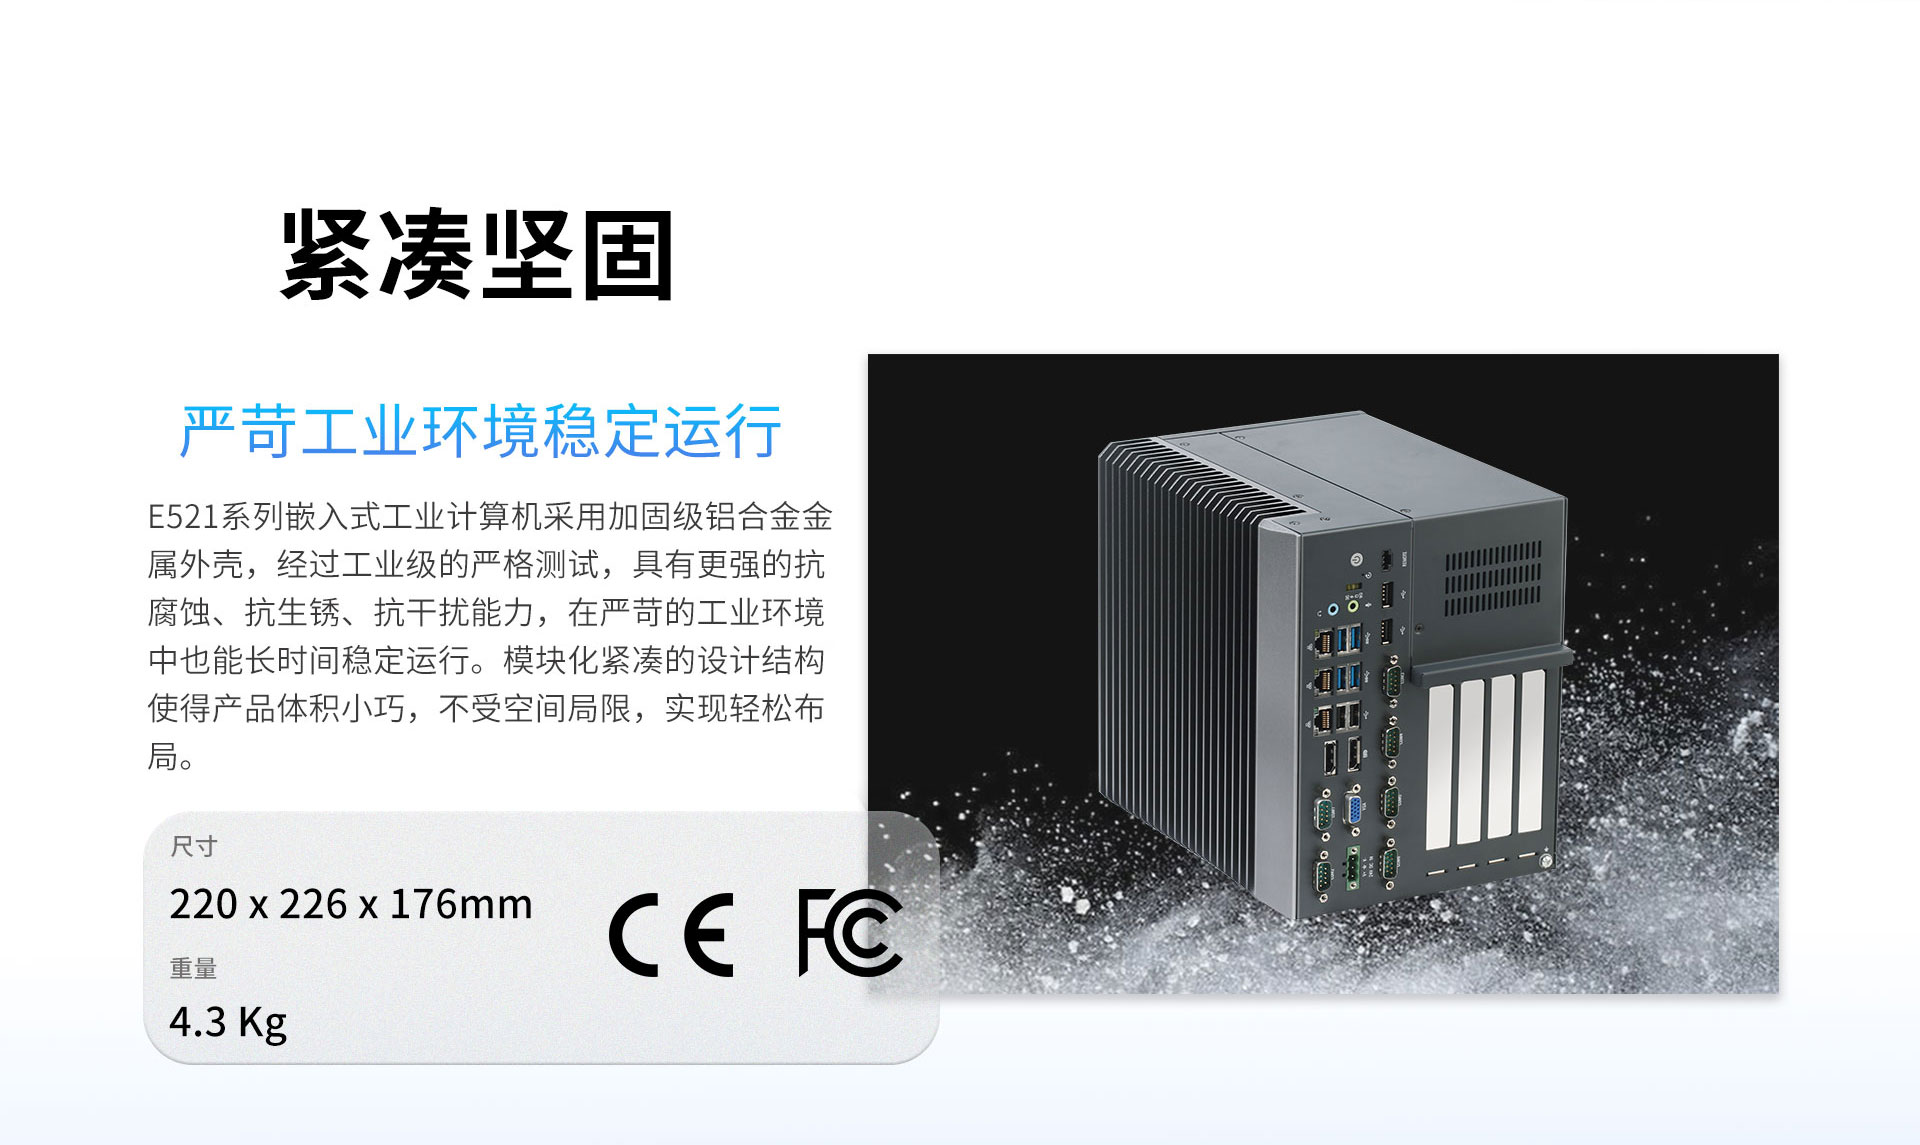 紧凑坚固
严苛工业环境稳定运行
E521系列嵌入式工业计算机采用加固级铝合金金
属外壳，经过工业级的严格测试，具有更强的抗
腐蚀、抗生锈、抗干扰能力，在严苛的工业环境
中也能长时间稳定运行。模块化紧凑的设计结构
使得产品体积小巧，不受空间局限，实现轻松布
局。
尺寸
220 x 226 x 176mm
重量
4.3 Kg
CE FC